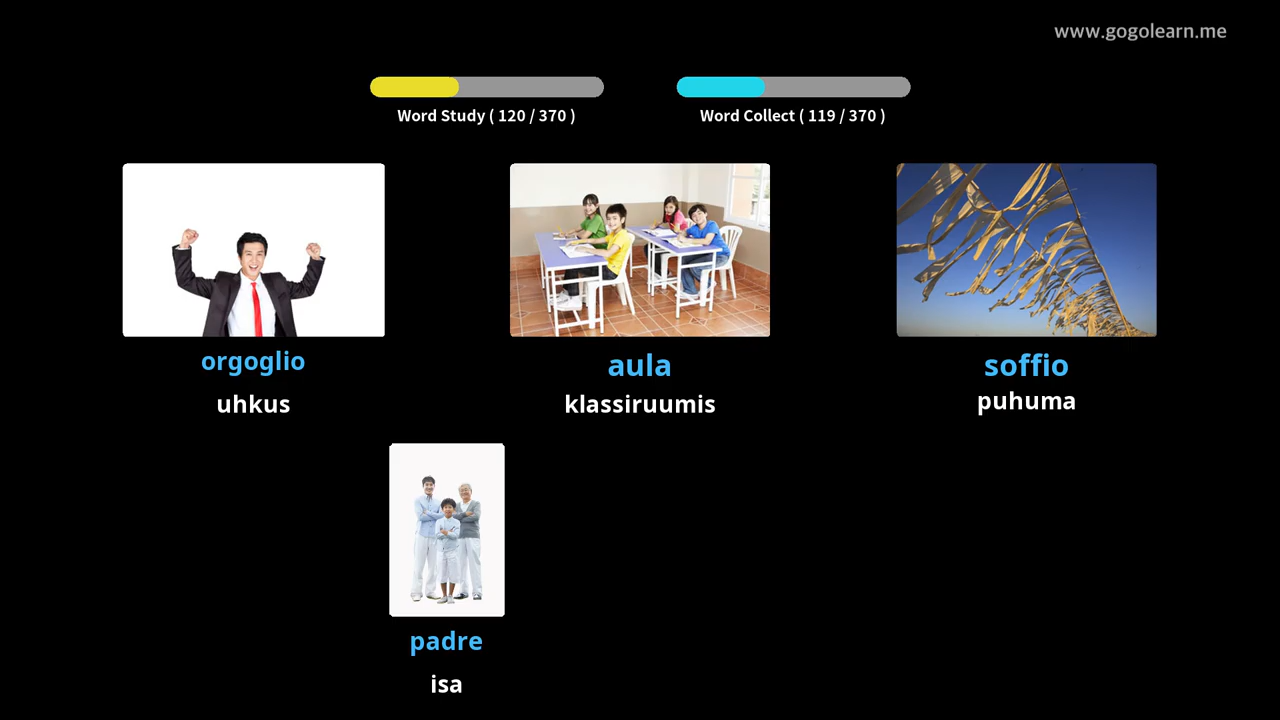 www.gogolearn.me
Word Study ( 120 / 370 )
Word Collect ( 119 / 370 )
orgoglio
uhkus
aula
klassiruumis
soffio
puhuma
padre
isa